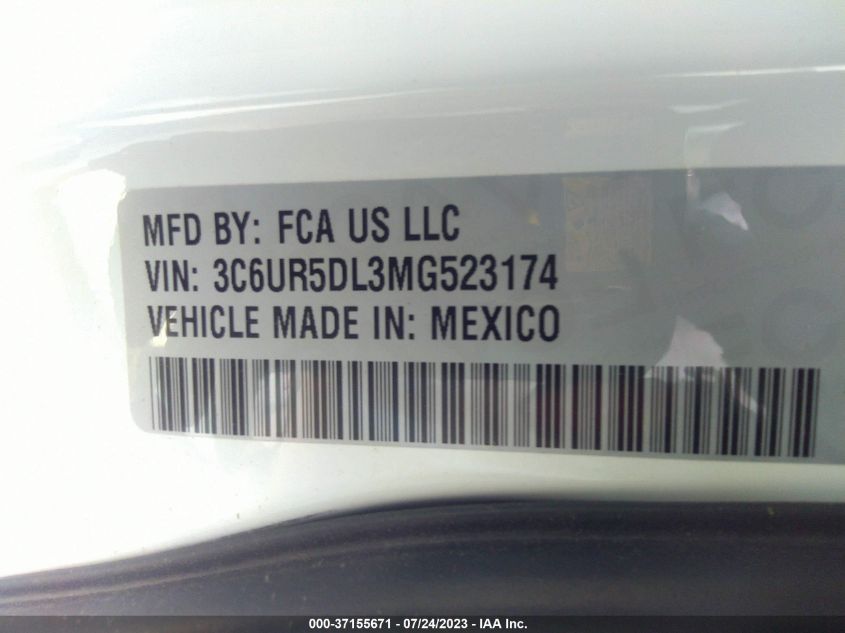 MFD BY: FCA US LLC
VIN: 3C6UR5DL3MG523174
VEHICLE MADE IN: MEXICO
000-37155671 / 07/24/2023 - IAA Inc.